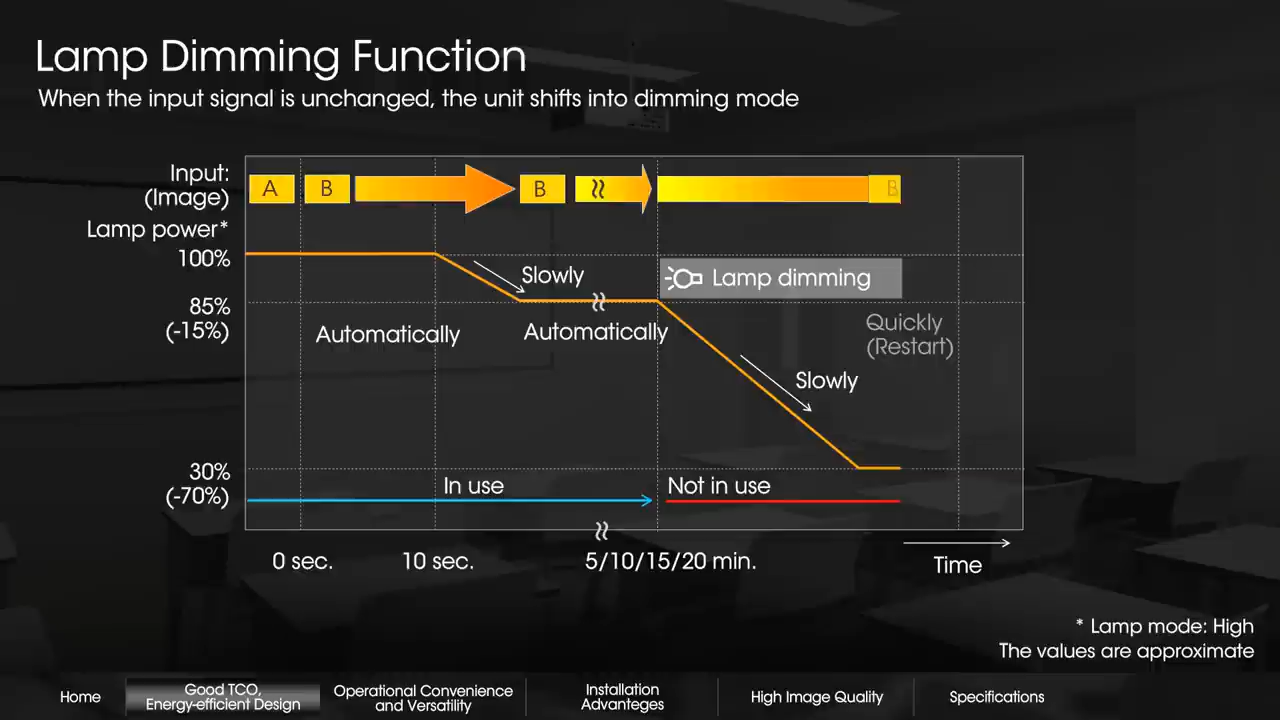 Lamp Dimming Function
When the input signal is unchanged, the unit shifts into dimming mode
Input:
(Image)
A
B
B
B
Lamp power*
100%
Slowly
Lamp dimming
85%
(-15%)
Automatically
Automatically
Quickly
(Restart)
Slowly
30%
(-70%)
In use
Not in use
0 sec.
10 sec.
5/10/15/20 min.
Time
* Lamp mode: High
The values are approximate
Home
Good TCO,
Energy-efficient Design
Operational Convenience
and Versatility
Installation
Advanteges
High Image Quality
Specifications